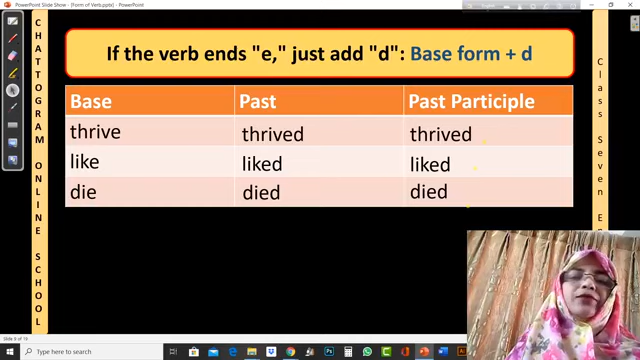 PowerPoint Slide Show - [Form of Verb.pptx] - PowerPoint
If the verb ends "e," just add "d": Base form + d
CHATTOGRAM ONLINE SCHOOL
Base Past Past Participle
thrive thrived thrived
like liked liked
die died died
Class Seven E
Slide 9 of 19
Type here to search